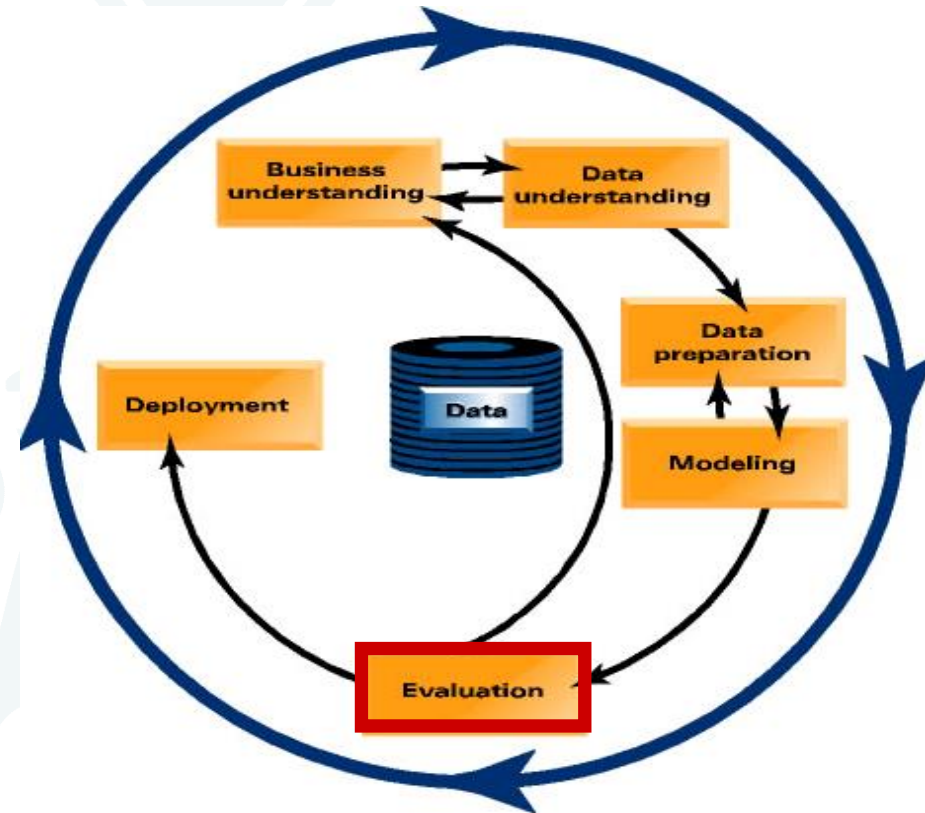 Business
understanding
Data
understanding
Data
preparation
Deployment
Data
Modeling
Evaluation